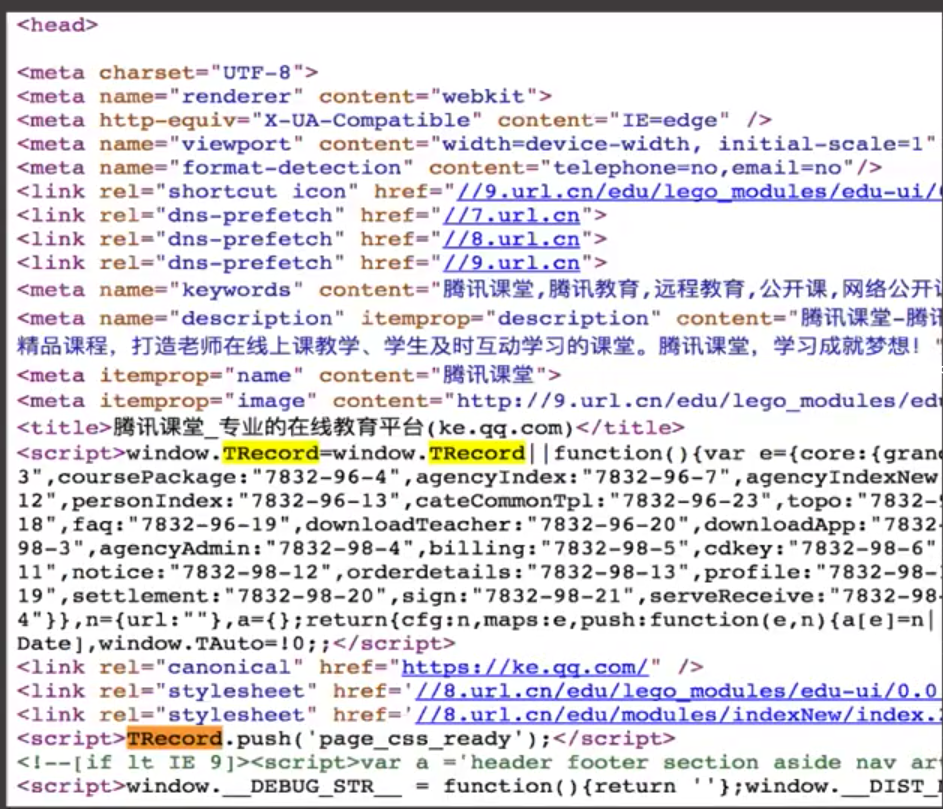 <head>
<meta charset="UTF-8">
<meta name="renderer" content="webkit">
<meta http-equiv="X-UA-Compatible" content="IE=edge" />
<meta name="viewport" content="width=device-width, initial-scale=1"
<meta name="format-detection" content="telephone=no,email=no"/>
<link rel="shortcut icon" href="//9.url.cn/edu/lego_modules/edu-ui/
<link rel="dns-prefetch" href="//7.url.cn">
<link rel="dns-prefetch" href="//8.url.cn">
<link rel="dns-prefetch" href="//9.url.cn">
<meta name="keywords" content="腾讯课堂,腾讯教育,远程教育,公开课,网络公开
<meta name="description" itemprop="description" content="腾讯课堂-腾讯
精品课程，打造老师在线上课教学、学生及时互动学习的课堂。腾讯课堂，学习成就梦想！"
<meta itemprop="name" content="腾讯课堂">
<meta itemprop="image" content="http://9.url.cn/edu/lego_modules/edu
<title>腾讯课堂_专业的在线教育平台(ke.qq.com)</title>
<script>window.TRecord=window.TRecord||function(){var e={core:{gran
3",coursePackage:"7832-96-4",agencyIndex:"7832-96-7",agencyIndexNew
12",personIndex:"7832-96-13",cateCommonTpl:"7832-96-23",topo:"7832-
18",faq:"7832-96-19",downloadTeacher:"7832-96-20",downloadApp:"7832
98-3",agencyAdmin:"7832-98-4",billing:"7832-98-5",cdkey:"7832-98-6"
11",notice:"7832-98-12",orderdetails:"7832-98-13",profile:"7832-98-
19",settlement:"7832-98-20",sign:"7832-98-21",serveReceive:"7832-98
4"}},n={url:""},a={};return{cfg:n,maps:e,push:function(e,n){a[e]=n|
Date],window.TAuto=!0;;</script>
<link rel="canonical" href="https://ke.qq.com/" />
<link rel="stylesheet" href='//8.url.cn/edu/lego_modules/edu-ui/0.0
<link rel="stylesheet" href='//8.url.cn/edu/modules/indexNew/index.
<script>TRecord.push('page_css_ready');</script>
<!--[if lt IE 9]><script>var a ='header footer section aside nav ar
<script>window.__DEBUG_STR__ = function(){return ''};window.__DIST_